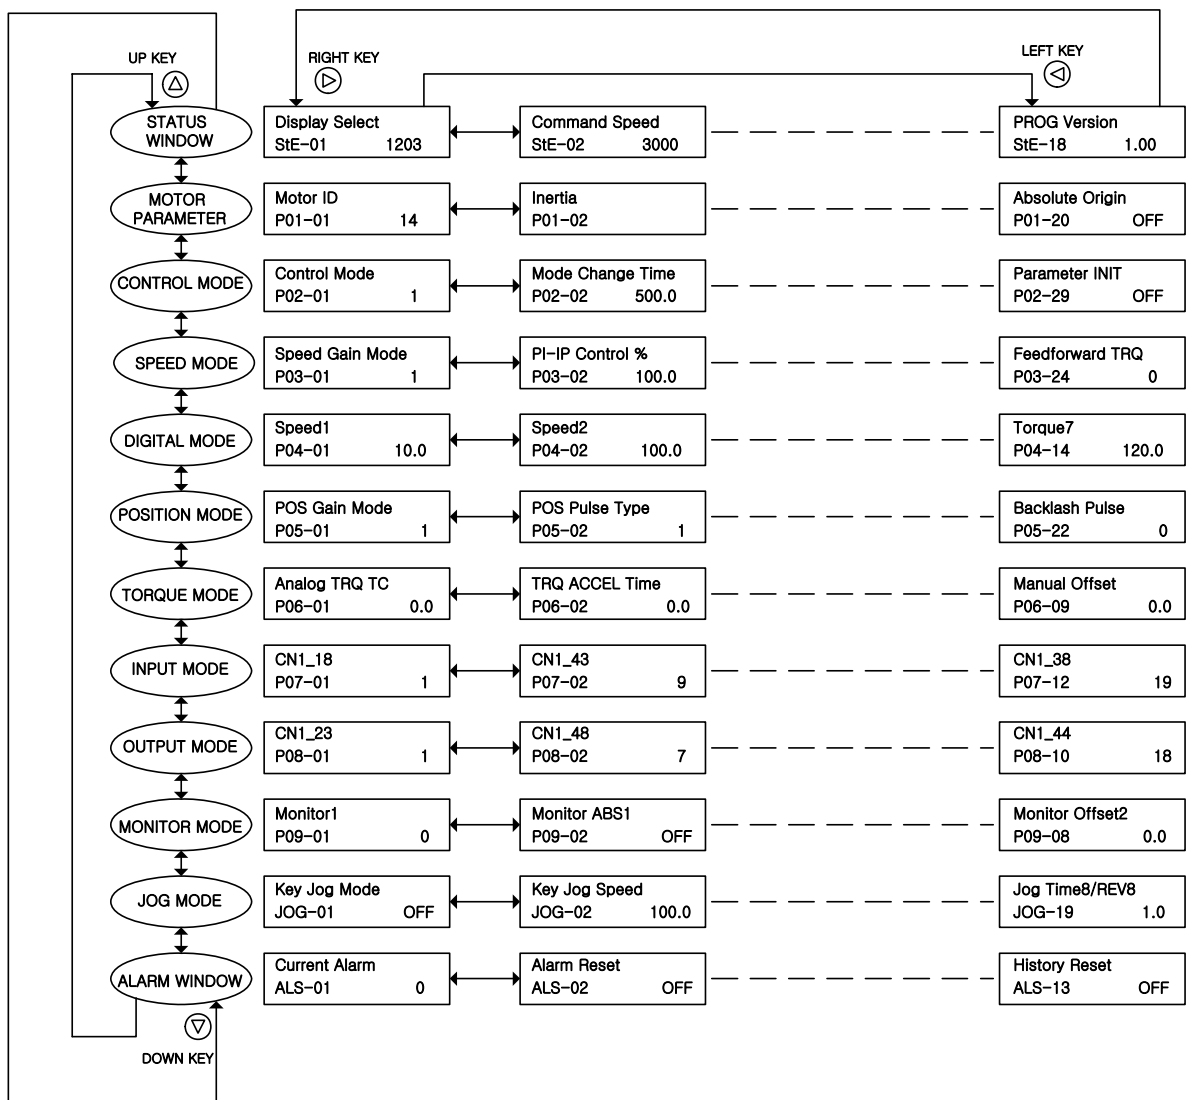 UP KEY
RIGHT KEY
LEFT KEY
STATUS
WINDOW
Display Select
StE-01 1203
Command Speed
StE-02 3000
PROG Version
StE-18 1.00
MOTOR
PARAMETER
Motor ID
P01-01 14
Inertia
P01-02
Absolute Origin
P01-20 OFF
CONTROL MODE
Control Mode
P02-01 1
Mode Change Time
P02-02 500.0
Parameter INIT
P02-29 OFF
SPEED MODE
Speed Gain Mode
P03-01 1
PI-IP Control %
P03-02 100.0
Feedforward TRQ
P03-24 0
DIGITAL MODE
Speed1
P04-01 10.0
Speed2
P04-02 100.0
Torque7
P04-14 120.0
POSITION MODE
POS Gain Mode
P05-01 1
POS Pulse Type
P05-02 1
Backlash Pulse
P05-22 0
TORQUE MODE
Analog TRQ TC
P06-01 0.0
TRQ ACCEL Time
P06-02 0.0
Manual Offset
P06-09 0.0
INPUT MODE
CN1_18
P07-01 1
CN1_43
P07-02 9
CN1_38
P07-12 19
OUTPUT MODE
CN1_23
P08-01 1
CN1_48
P08-02 7
CN1_44
P08-10 18
MONITOR MODE
Monitor1
P09-01 0
Monitor ABS1
P09-02 OFF
Monitor Offset2
P09-08 0.0
JOG MODE
Key Jog Mode
JOG-01 OFF
Key Jog Speed
JOG-02 100.0
Jog Time8/REV8
JOG-19 1.0
ALARM WINDOW
Current Alarm
ALS-01 0
Alarm Reset
ALS-02 OFF
History Reset
ALS-13 OFF
DOWN KEY